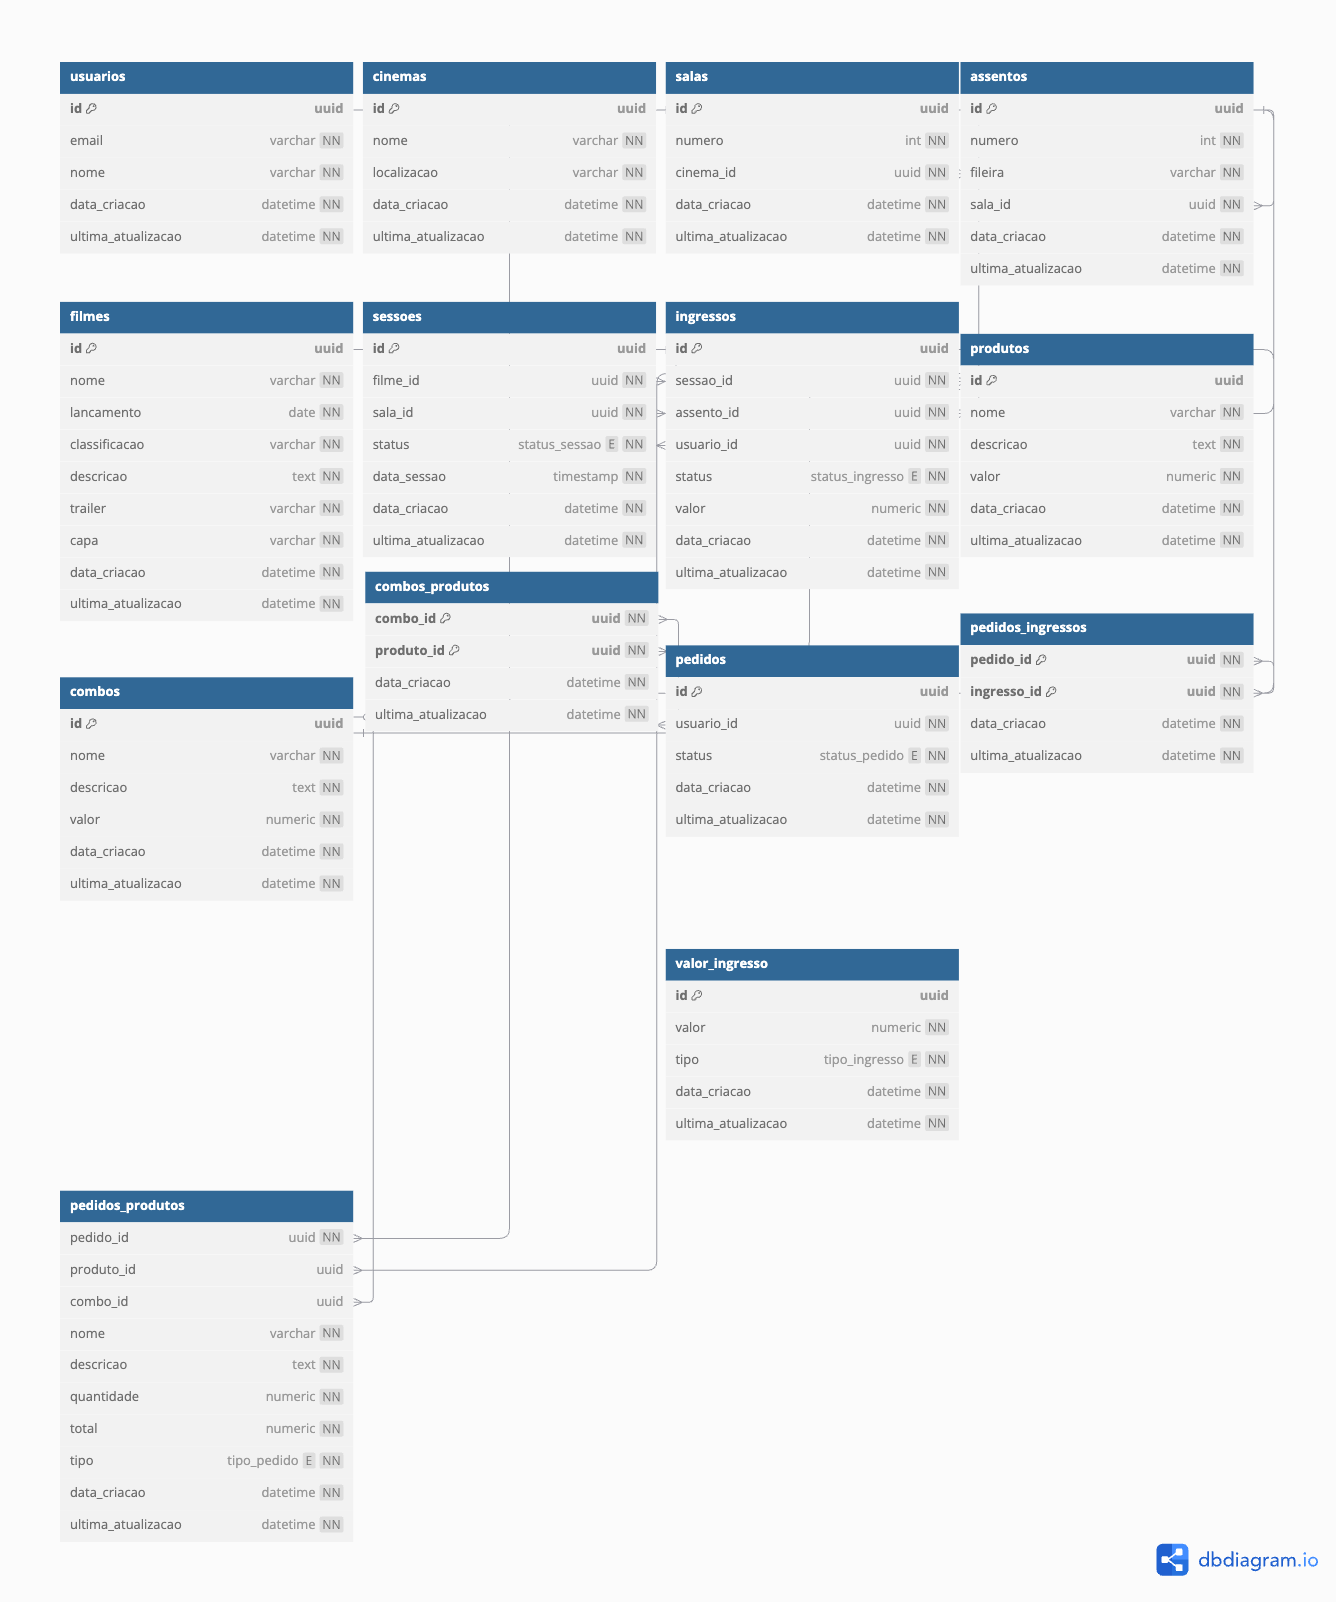 usuarios
id uuid
email varchar NN
nome varchar NN
data_criacao datetime NN
ultima_atualizacao datetime NN
cinemas
id uuid
nome varchar NN
localizacao varchar NN
data_criacao datetime NN
ultima_atualizacao datetime NN
salas
id uuid
numero int NN
cinema_id uuid NN
data_criacao datetime NN
ultima_atualizacao datetime NN
assentos
id uuid
numero int NN
fileira varchar NN
sala_id uuid NN
data_criacao datetime NN
ultima_atualizacao datetime NN
filmes
id uuid
nome varchar NN
lancamento date NN
classificacao varchar NN
descricao text NN
trailer varchar NN
capa varchar NN
data_criacao datetime NN
ultima_atualizacao datetime NN
sessoes
id uuid
filme_id uuid NN
sala_id uuid NN
status status_sessao E NN
data_sessao timestamp NN
data_criacao datetime NN
ultima_atualizacao datetime NN
ingressos
id uuid
sessao_id uuid NN
assento_id uuid NN
usuario_id uuid NN
status status_ingresso E NN
valor numeric NN
data_criacao datetime NN
ultima_atualizacao datetime NN
produtos
id uuid
nome varchar NN
descricao text NN
valor numeric NN
data_criacao datetime NN
ultima_atualizacao datetime NN
combos_produtos
combo_id uuid NN
produto_id uuid NN
data_criacao datetime NN
ultima_atualizacao datetime NN
pedidos_ingressos
pedido_id uuid NN
ingresso_id uuid NN
data_criacao datetime NN
ultima_atualizacao datetime NN
pedidos
id uuid
usuario_id uuid NN
status status_pedido E NN
data_criacao datetime NN
ultima_atualizacao datetime NN
combos
id uuid
nome varchar NN
descricao text NN
valor numeric NN
data_criacao datetime NN
ultima_atualizacao datetime NN
valor_ingresso
id uuid
valor numeric NN
tipo tipo_ingresso E NN
data_criacao datetime NN
ultima_atualizacao datetime NN
pedidos_produtos
pedido_id uuid NN
produto_id uuid
combo_id uuid
nome varchar NN
descricao text NN
quantidade numeric NN
total numeric NN
tipo tipo_pedido E NN
data_criacao datetime NN
ultima_atualizacao datetime NN
dbdiagram.io